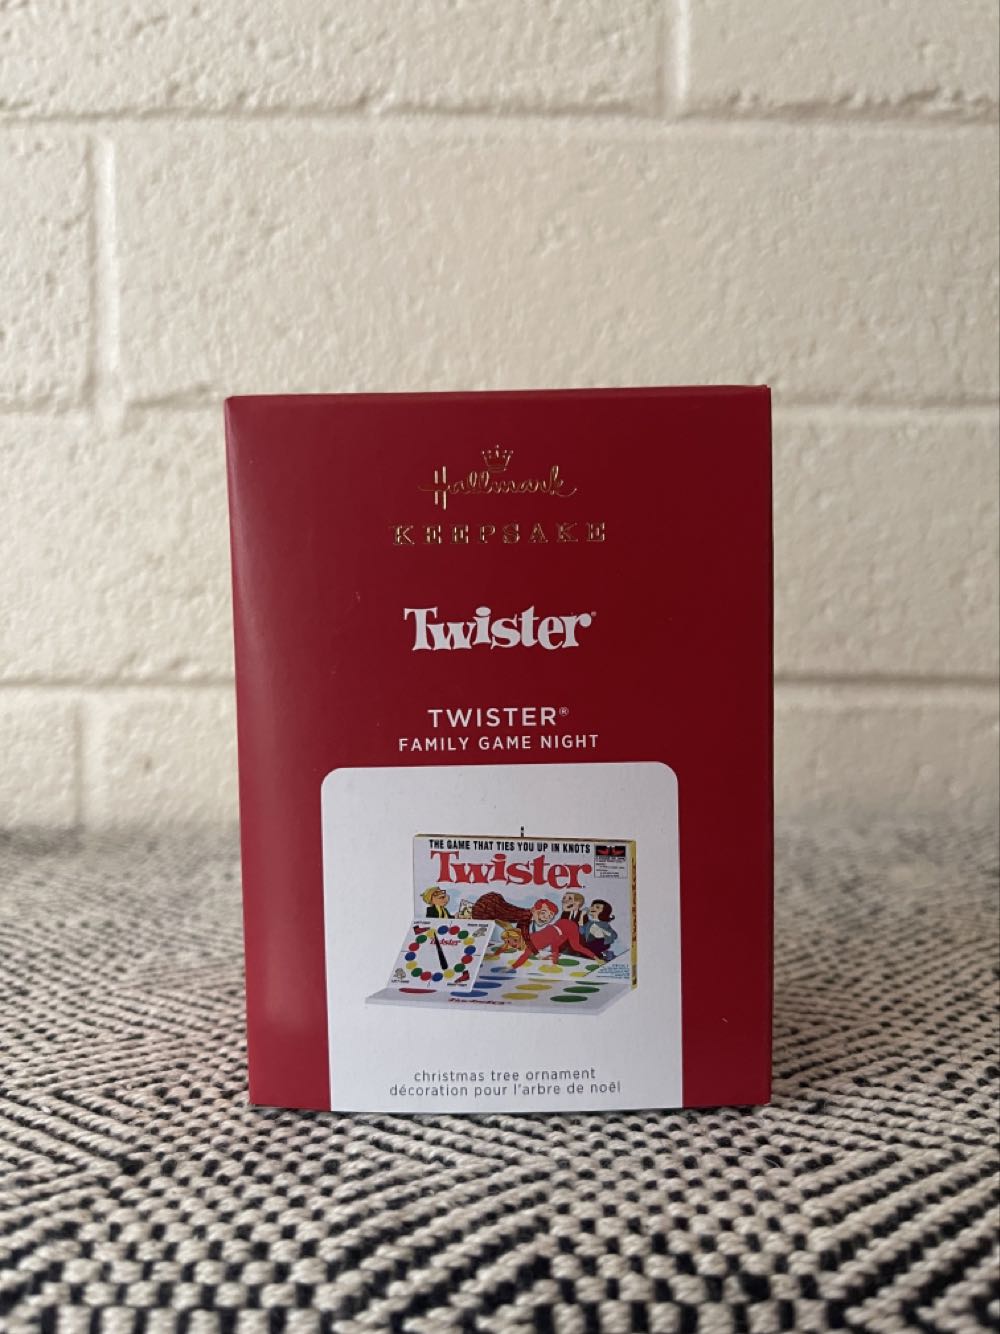 Hallmark
KEEPSAKE
Twister®
TWISTER®
FAMILY GAME NIGHT
THE GAME THAT TIES YOU UP IN KNOTS
Twister
Twister
christmas tree ornament
décoration pour l'arbre de noël